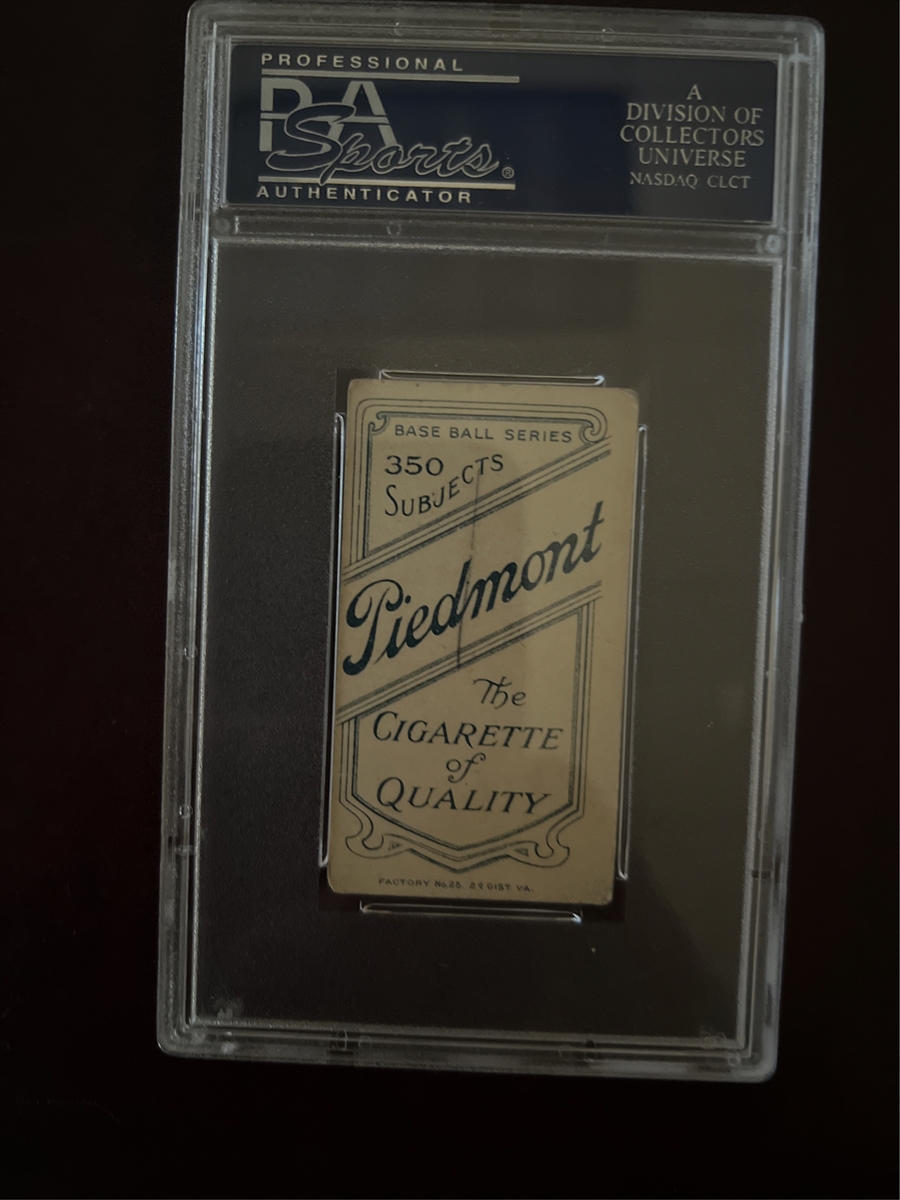 PROFESSIONAL
PSA
Sports®
AUTHENTICATOR
A
DIVISION OF
COLLECTORS
UNIVERSE
NASDAQ CLCT
BASE BALL SERIES
350
SUBJECTS
Piedmont
The
CIGARETTE
of
QUALITY
FACTORY No. 25. 2d DIST. VA.